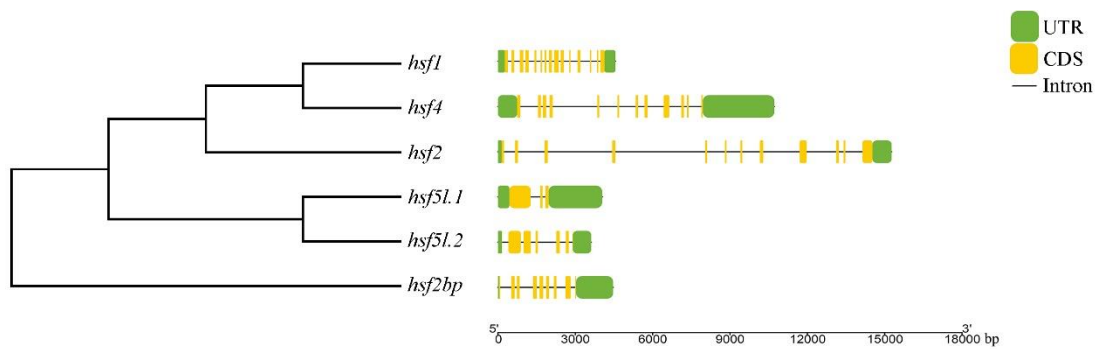 UTR
CDS
Intron
hsf1
hsf4
hsf2
hsf5l.1
hsf5l.2
hsf2bp
5' 3'
0 3000 6000 9000 12000 15000 18000 bp